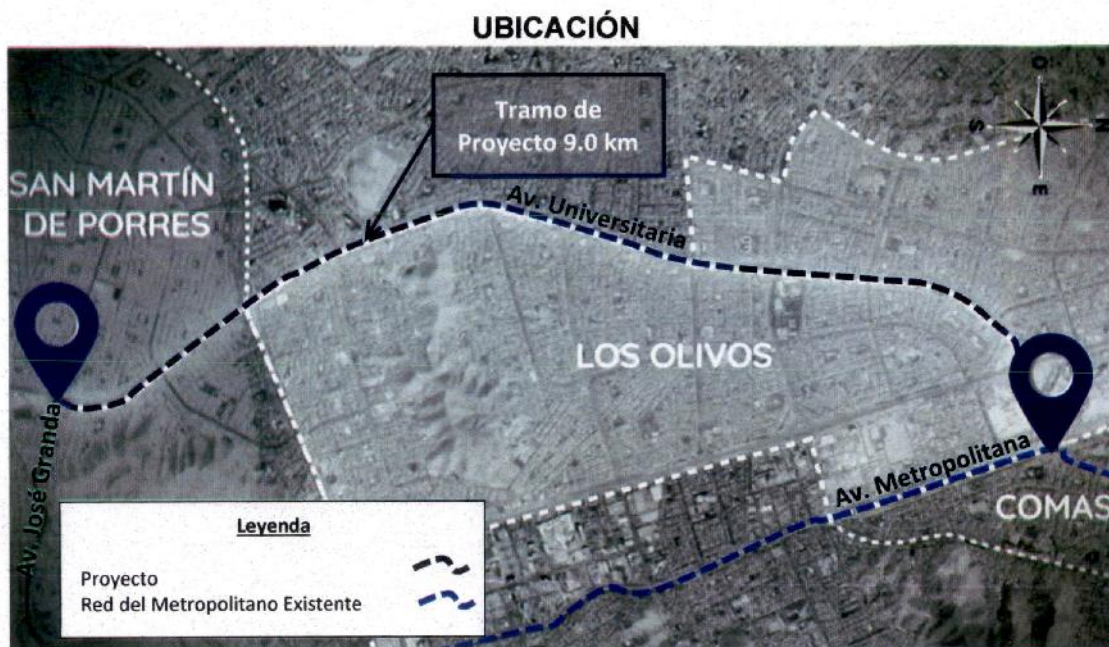 UBICACIÓN
Tramo de
Proyecto 9.0 km
O
N
S
E
SAN MARTÍN
DE PORRES
Av. Universitaria
LOS OLIVOS
Av. José Granda
Av. Metropolitana
COMAS
Leyenda
Proyecto
Red del Metropolitano Existente